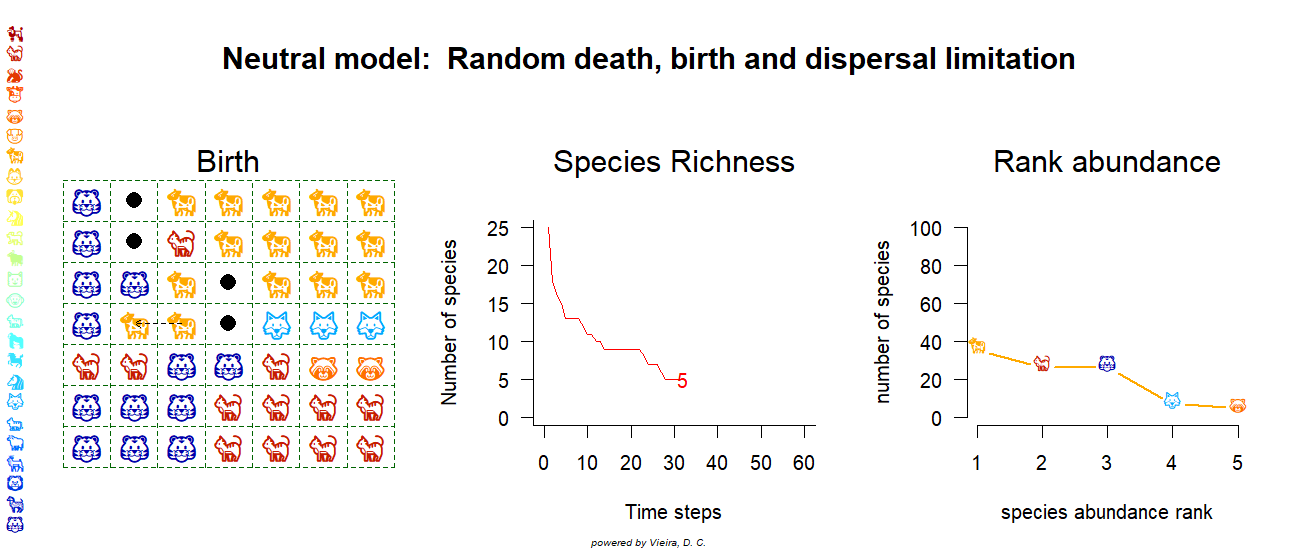 Neutral model:  Random death, birth and dispersal limitation
Birth
Species Richness
Number of species
25
20
15
10
5
0
5
0 10 20 30 40 50 60
Time steps
Rank abundance
number of species
100
80
60
40
20
0
1 2 3 4 5
species abundance rank
powered by Vieira, D. C.